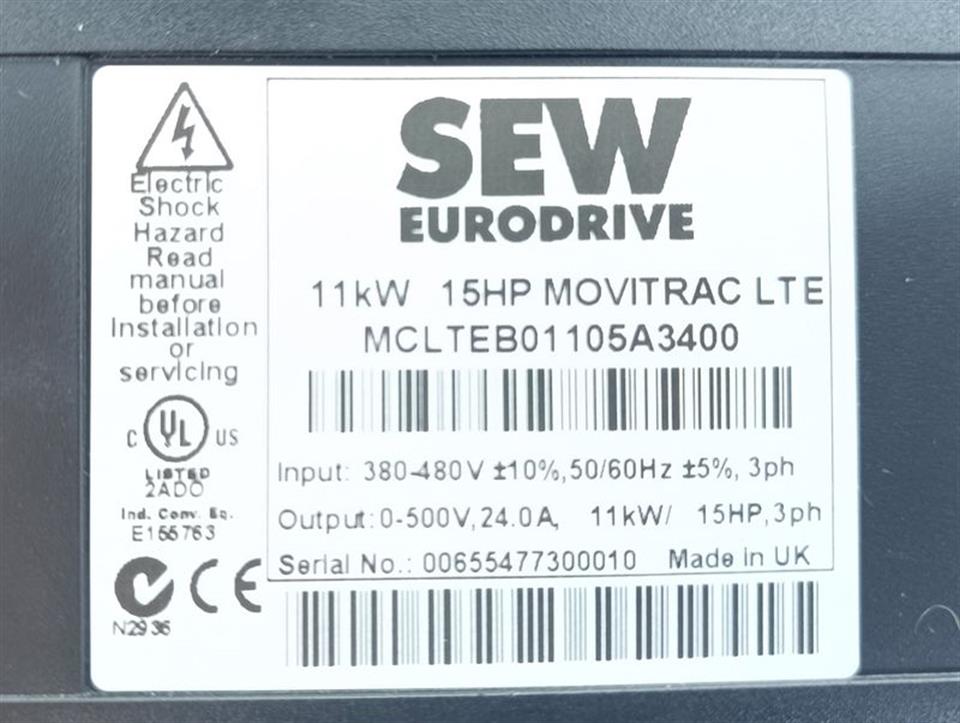 Electric
Shock
Hazard
Read
manual
before
Installation
or
servicing
C UL US
LISTED
2ADO
Ind. Conv. Eq.
E155763
CE
N2936
SEW
EURODRIVE
11kW 15HP MOVITRAC LTE
MCLTEB01105A3400
Input: 380-480V ±10%,50/60Hz ±5%, 3ph
Output:0-500V,24.0A, 11kW/ 15HP,3ph
Serial No.: 00655477300010 Made in UK